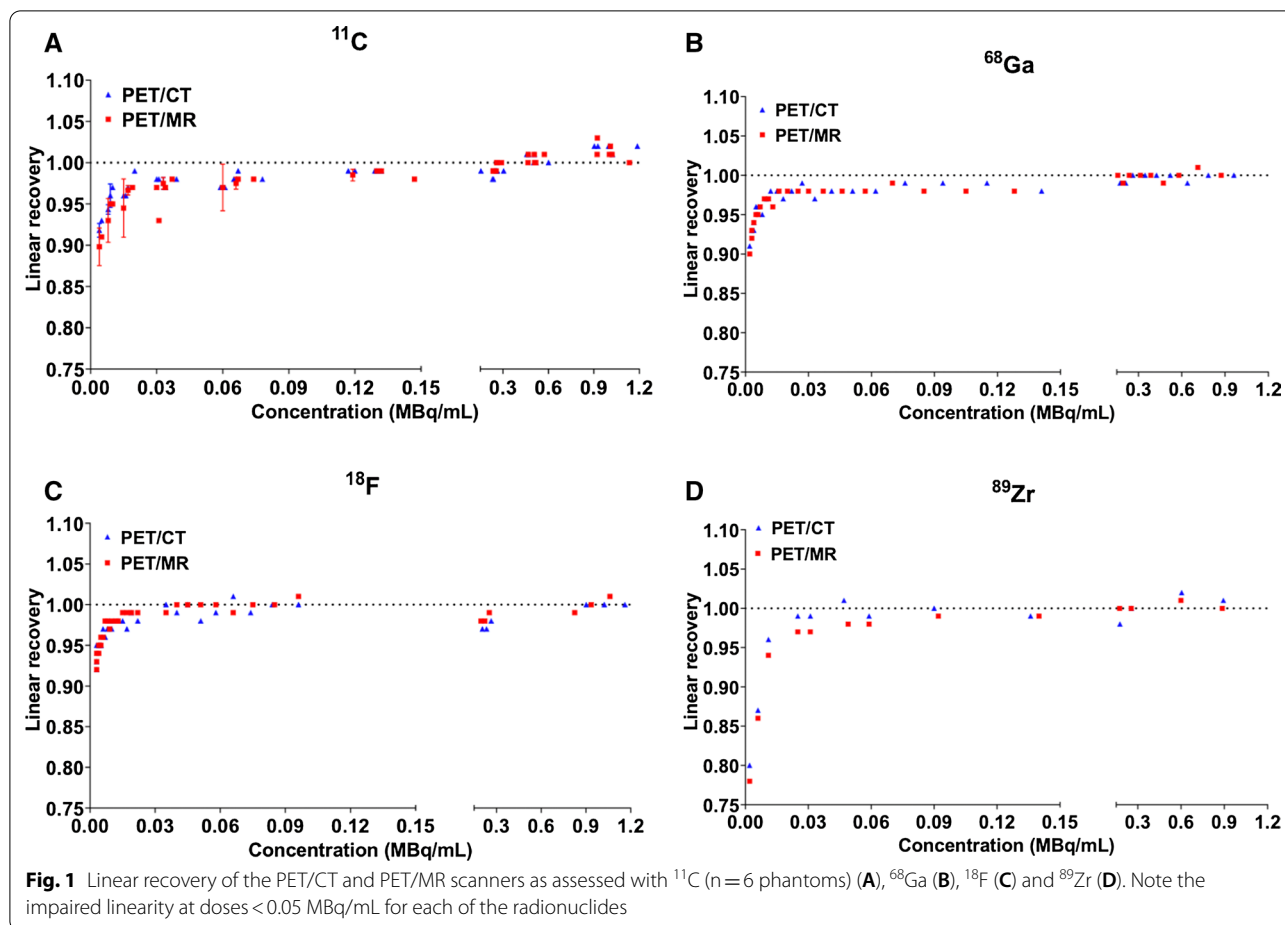 A
¹¹C
1.10
1.05
1.00
0.95
0.90
0.85
0.80
0.75
Linear recovery
PET/CT
PET/MR
0.00 0.03 0.06 0.09 0.12 0.15 0.3 0.6 0.9 1.2
Concentration (MBq/mL)
B
⁶⁸Ga
1.10
1.05
1.00
0.95
0.90
0.85
0.80
0.75
Linear recovery
PET/CT
PET/MR
0.00 0.03 0.06 0.09 0.12 0.15 0.3 0.6 0.9 1.2
Concentration (MBq/mL)
C
¹⁸F
1.10
1.05
1.00
0.95
0.90
0.85
0.80
0.75
Linear recovery
PET/CT
PET/MR
0.00 0.03 0.06 0.09 0.12 0.15 0.3 0.6 0.9 1.2
Concentration (MBq/mL)
D
⁸⁹Zr
1.10
1.05
1.00
0.95
0.90
0.85
0.80
0.75
Linear recovery
PET/CT
PET/MR
0.00 0.03 0.06 0.09 0.12 0.15 0.3 0.6 0.9 1.2
Concentration (MBq/mL)
Fig. 1 Linear recovery of the PET/CT and PET/MR scanners as assessed with ¹¹C (n = 6 phantoms) (A), ⁶⁸Ga (B), ¹⁸F (C) and ⁸⁹Zr (D). Note the
impaired linearity at doses < 0.05 MBq/mL for each of the radionuclides